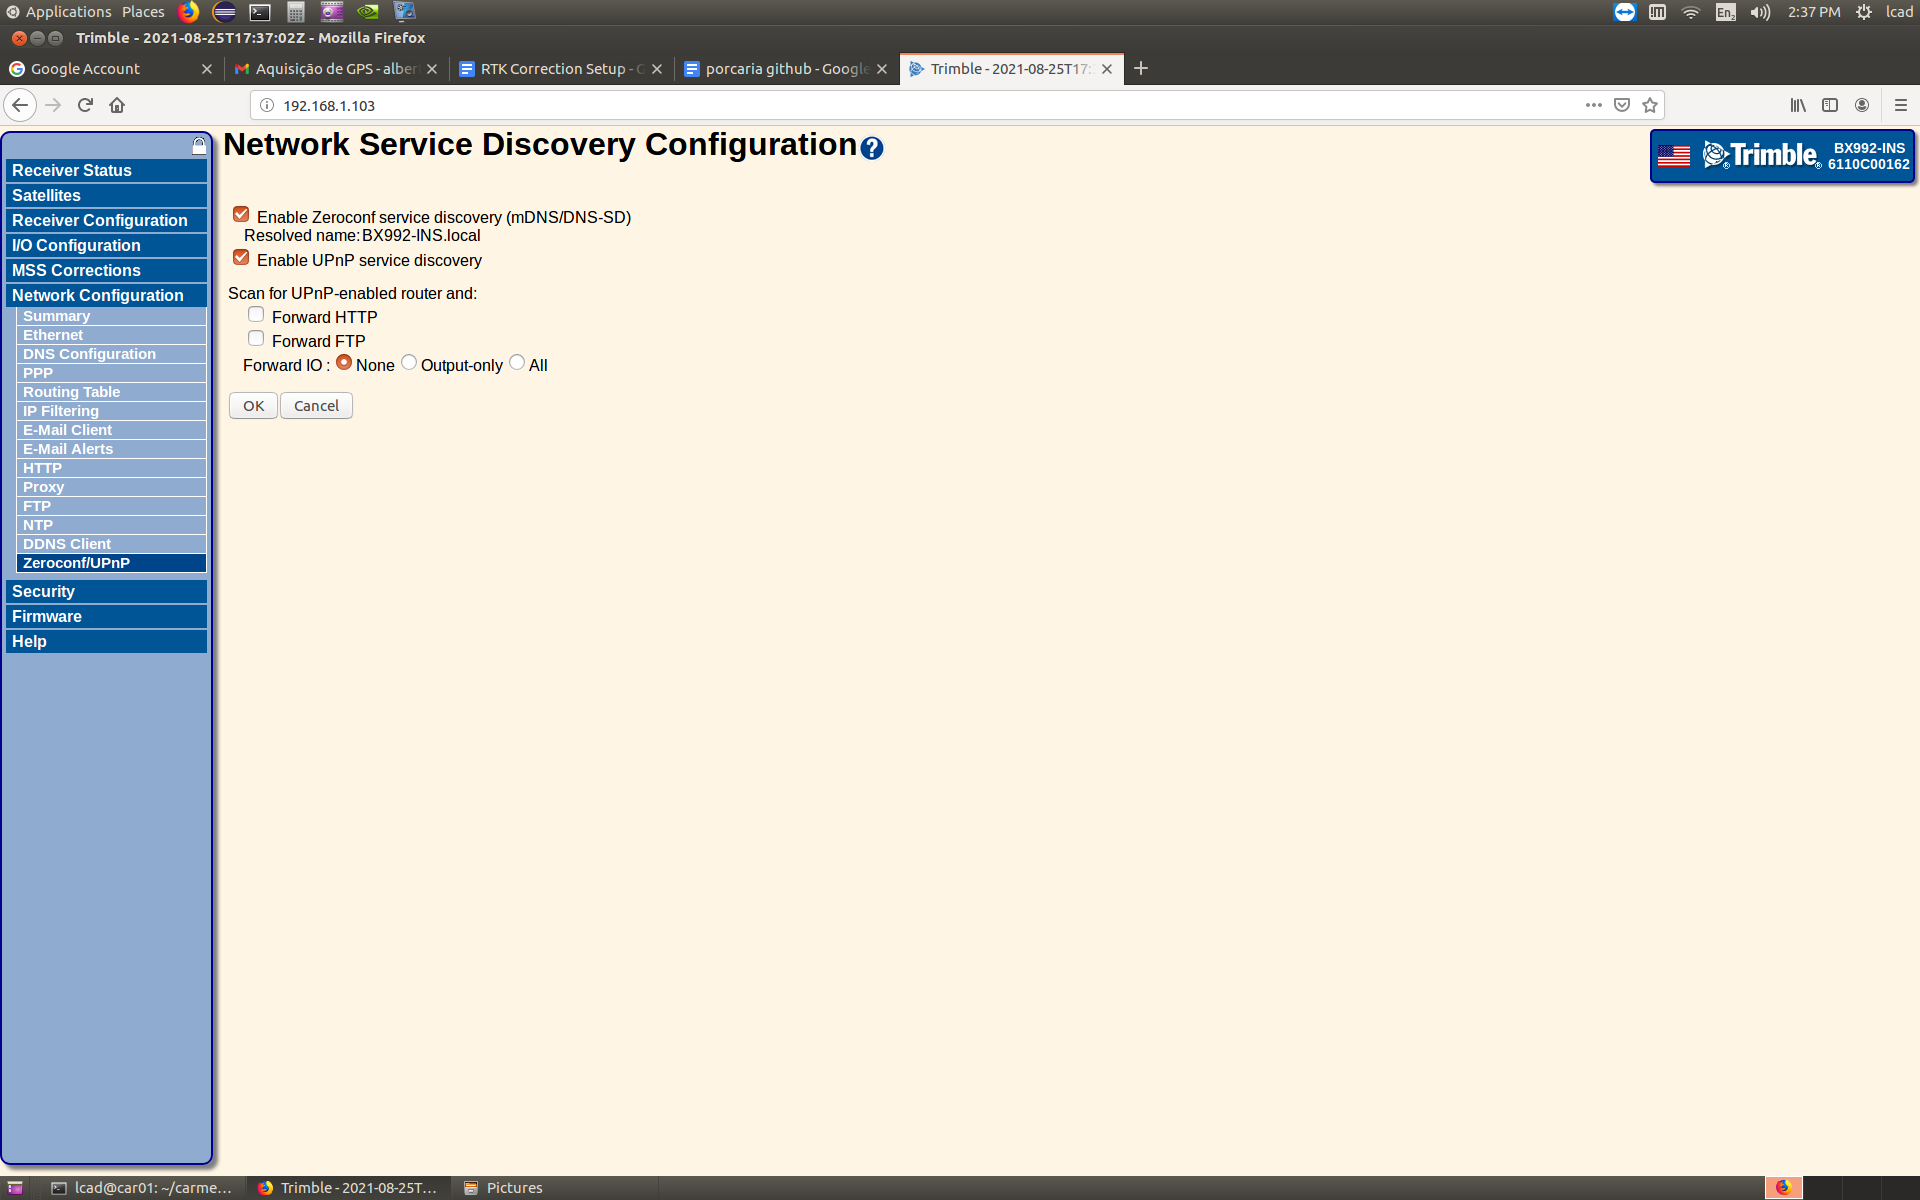 Applications Places
En2 2:37 PM lcad
Trimble - 2021-08-25T17:37:02Z - Mozilla Firefox
Google Account
Aquisição de GPS - alber
RTK Correction Setup - G
porcaria github - Google
Trimble - 2021-08-25T17:
192.168.1.103
Receiver Status
Satellites
Receiver Configuration
I/O Configuration
MSS Corrections
Network Configuration
Summary
Ethernet
DNS Configuration
PPP
Routing Table
IP Filtering
E-Mail Client
E-Mail Alerts
HTTP
Proxy
FTP
NTP
DDNS Client
Zeroconf/UPnP
Security
Firmware
Help
Network Service Discovery Configuration
Enable Zeroconf service discovery (mDNS/DNS-SD)
Resolved name: BX992-INS.local
Enable UPnP service discovery
Scan for UPnP-enabled router and:
Forward HTTP
Forward FTP
Forward IO : None Output-only All
OK Cancel
Trimble
BX992-INS
6110C00162
lcad@car01: ~/carme...
Trimble - 2021-08-25T...
Pictures